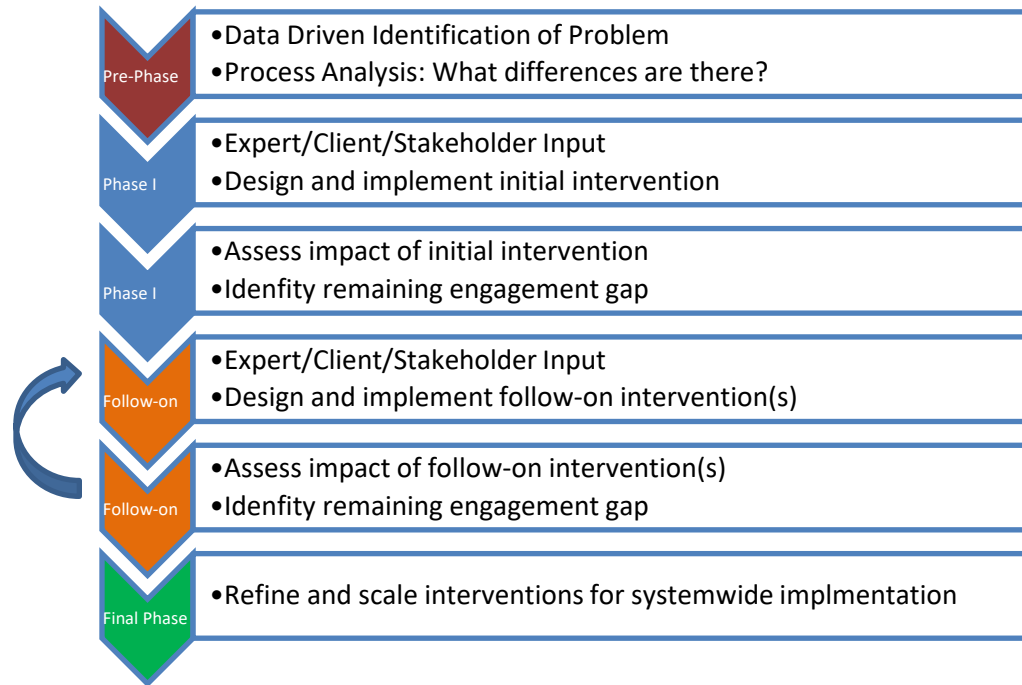 Pre-Phase
•Data Driven Identification of Problem
•Process Analysis: What differences are there?
Phase I
•Expert/Client/Stakeholder Input
•Design and implement initial intervention
Phase I
•Assess impact of initial intervention
•Idenfity remaining engagement gap
Follow-on
•Expert/Client/Stakeholder Input
•Design and implement follow-on intervention(s)
Follow-on
•Assess impact of follow-on intervention(s)
•Idenfity remaining engagement gap
Final Phase
•Refine and scale interventions for systemwide implmentation